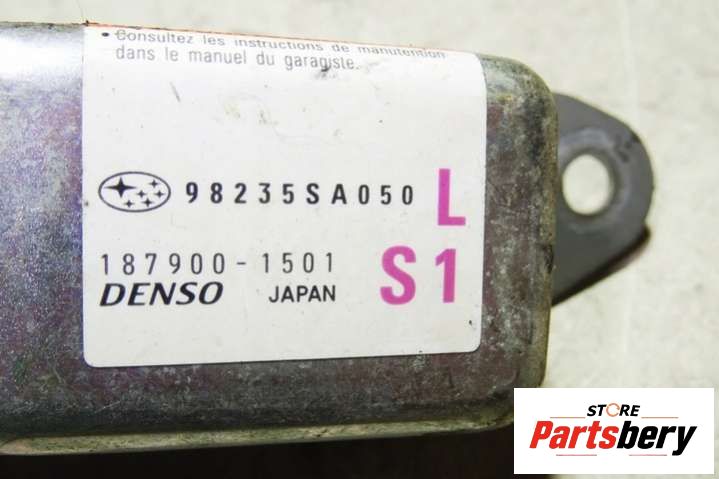 • Consultez les instructions de manutention
dans le manuel du garagiste.
98235SA050 L
187900-1501 S1
DENSO JAPAN
STORE
Partsbery